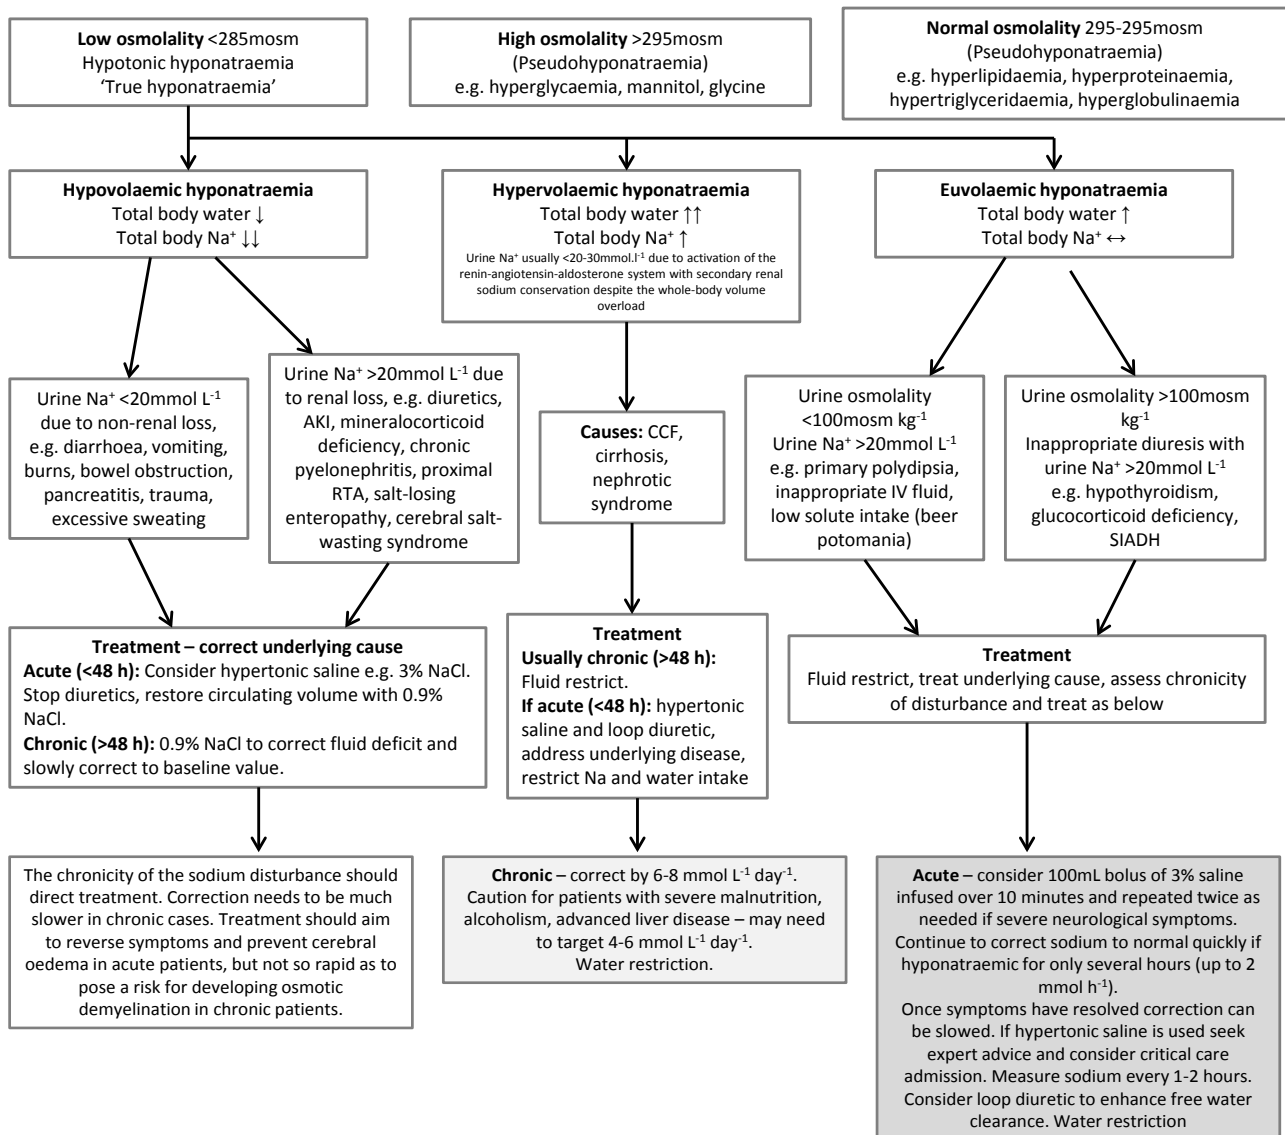 Low osmolality <285mosm
Hypotonic hyponatraemia
‘True hyponatraemia’
High osmolality >295mosm
(Pseudohyponatraemia)
e.g. hyperglycaemia, mannitol, glycine
Normal osmolality 295-295mosm
(Pseudohyponatraemia)
e.g. hyperlipidaemia, hyperproteinaemia,
hypertriglyceridaemia, hyperglobulinaemia
Hypovolaemic hyponatraemia
Total body water ↓
Total body Na⁺ ↓↓
Hypervolaemic hyponatraemia
Total body water ↑↑
Total body Na⁺ ↑
Urine Na⁺ usually <20-30mmol.l⁻¹ due to activation of the
renin-angiotensin-aldosterone system with secondary renal
sodium conservation despite the whole-body volume
overload
Euvolaemic hyponatraemia
Total body water ↑
Total body Na⁺ ↔
Urine Na⁺ <20mmol L⁻¹
due to non-renal loss,
e.g. diarrhoea, vomiting,
burns, bowel obstruction,
pancreatitis, trauma,
excessive sweating
Urine Na⁺ >20mmol L⁻¹ due
to renal loss, e.g. diuretics,
AKI, mineralocorticoid
deficiency, chronic
pyelonephritis, proximal
RTA, salt-losing
enteropathy, cerebral salt-
wasting syndrome
Causes: CCF,
cirrhosis,
nephrotic
syndrome
Urine osmolality
<100mosm kg⁻¹
Urine Na⁺ >20mmol L⁻¹
e.g. primary polydipsia,
inappropriate IV fluid,
low solute intake (beer
potomania)
Urine osmolality >100mosm
kg⁻¹
Inappropriate diuresis with
urine Na⁺ >20mmol L⁻¹
e.g. hypothyroidism,
glucocorticoid deficiency,
SIADH
Treatment – correct underlying cause
Acute (<48 h): Consider hypertonic saline e.g. 3% NaCl.
Stop diuretics, restore circulating volume with 0.9%
NaCl.
Chronic (>48 h): 0.9% NaCl to correct fluid deficit and
slowly correct to baseline value.
Treatment
Usually chronic (>48 h):
Fluid restrict.
If acute (<48 h): hypertonic
saline and loop diuretic,
address underlying disease,
restrict Na and water intake
Treatment
Fluid restrict, treat underlying cause, assess chronicity
of disturbance and treat as below
The chronicity of the sodium disturbance should
direct treatment. Correction needs to be much
slower in chronic cases. Treatment should aim
to reverse symptoms and prevent cerebral
oedema in acute patients, but not so rapid as to
pose a risk for developing osmotic
demyelination in chronic patients.
Chronic – correct by 6-8 mmol L⁻¹ day⁻¹.
Caution for patients with severe malnutrition,
alcoholism, advanced liver disease – may need
to target 4-6 mmol L⁻¹ day⁻¹.
Water restriction.
Acute – consider 100mL bolus of 3% saline
infused over 10 minutes and repeated twice as
needed if severe neurological symptoms.
Continue to correct sodium to normal quickly if
hyponatraemic for only several hours (up to 2
mmol h⁻¹).
Once symptoms have resolved correction can
be slowed. If hypertonic saline is used seek
expert advice and consider critical care
admission. Measure sodium every 1-2 hours.
Consider loop diuretic to enhance free water
clearance. Water restriction